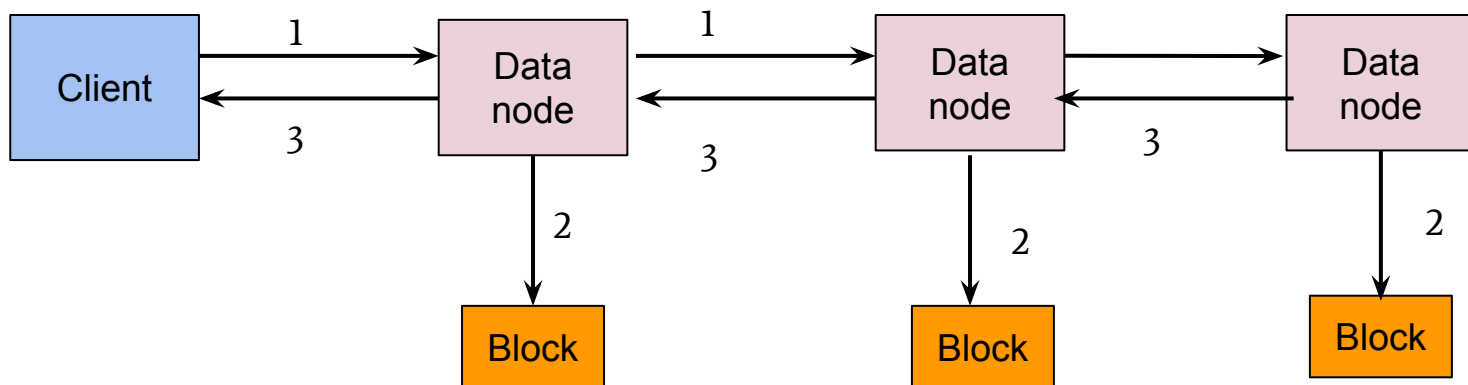 1
1
Client
Data
node
Data
node
Data
node
3
3
3
2
2
2
Block
Block
Block